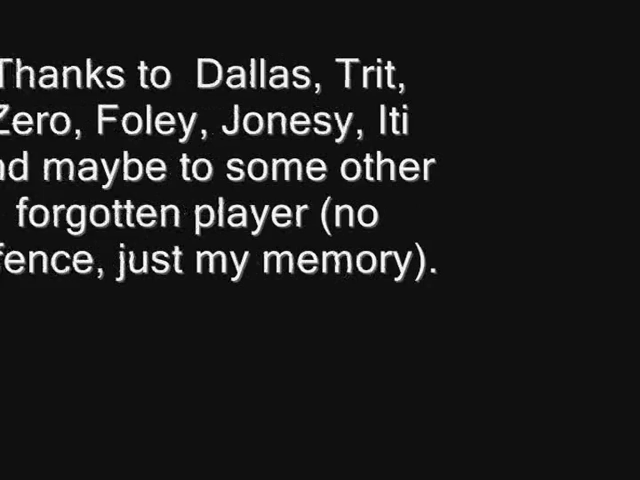 Thanks to Dallas, Trit,
Zero, Foley, Jonesy, Iti
nd maybe to some other
forgotten player (no
fence, just my memory).